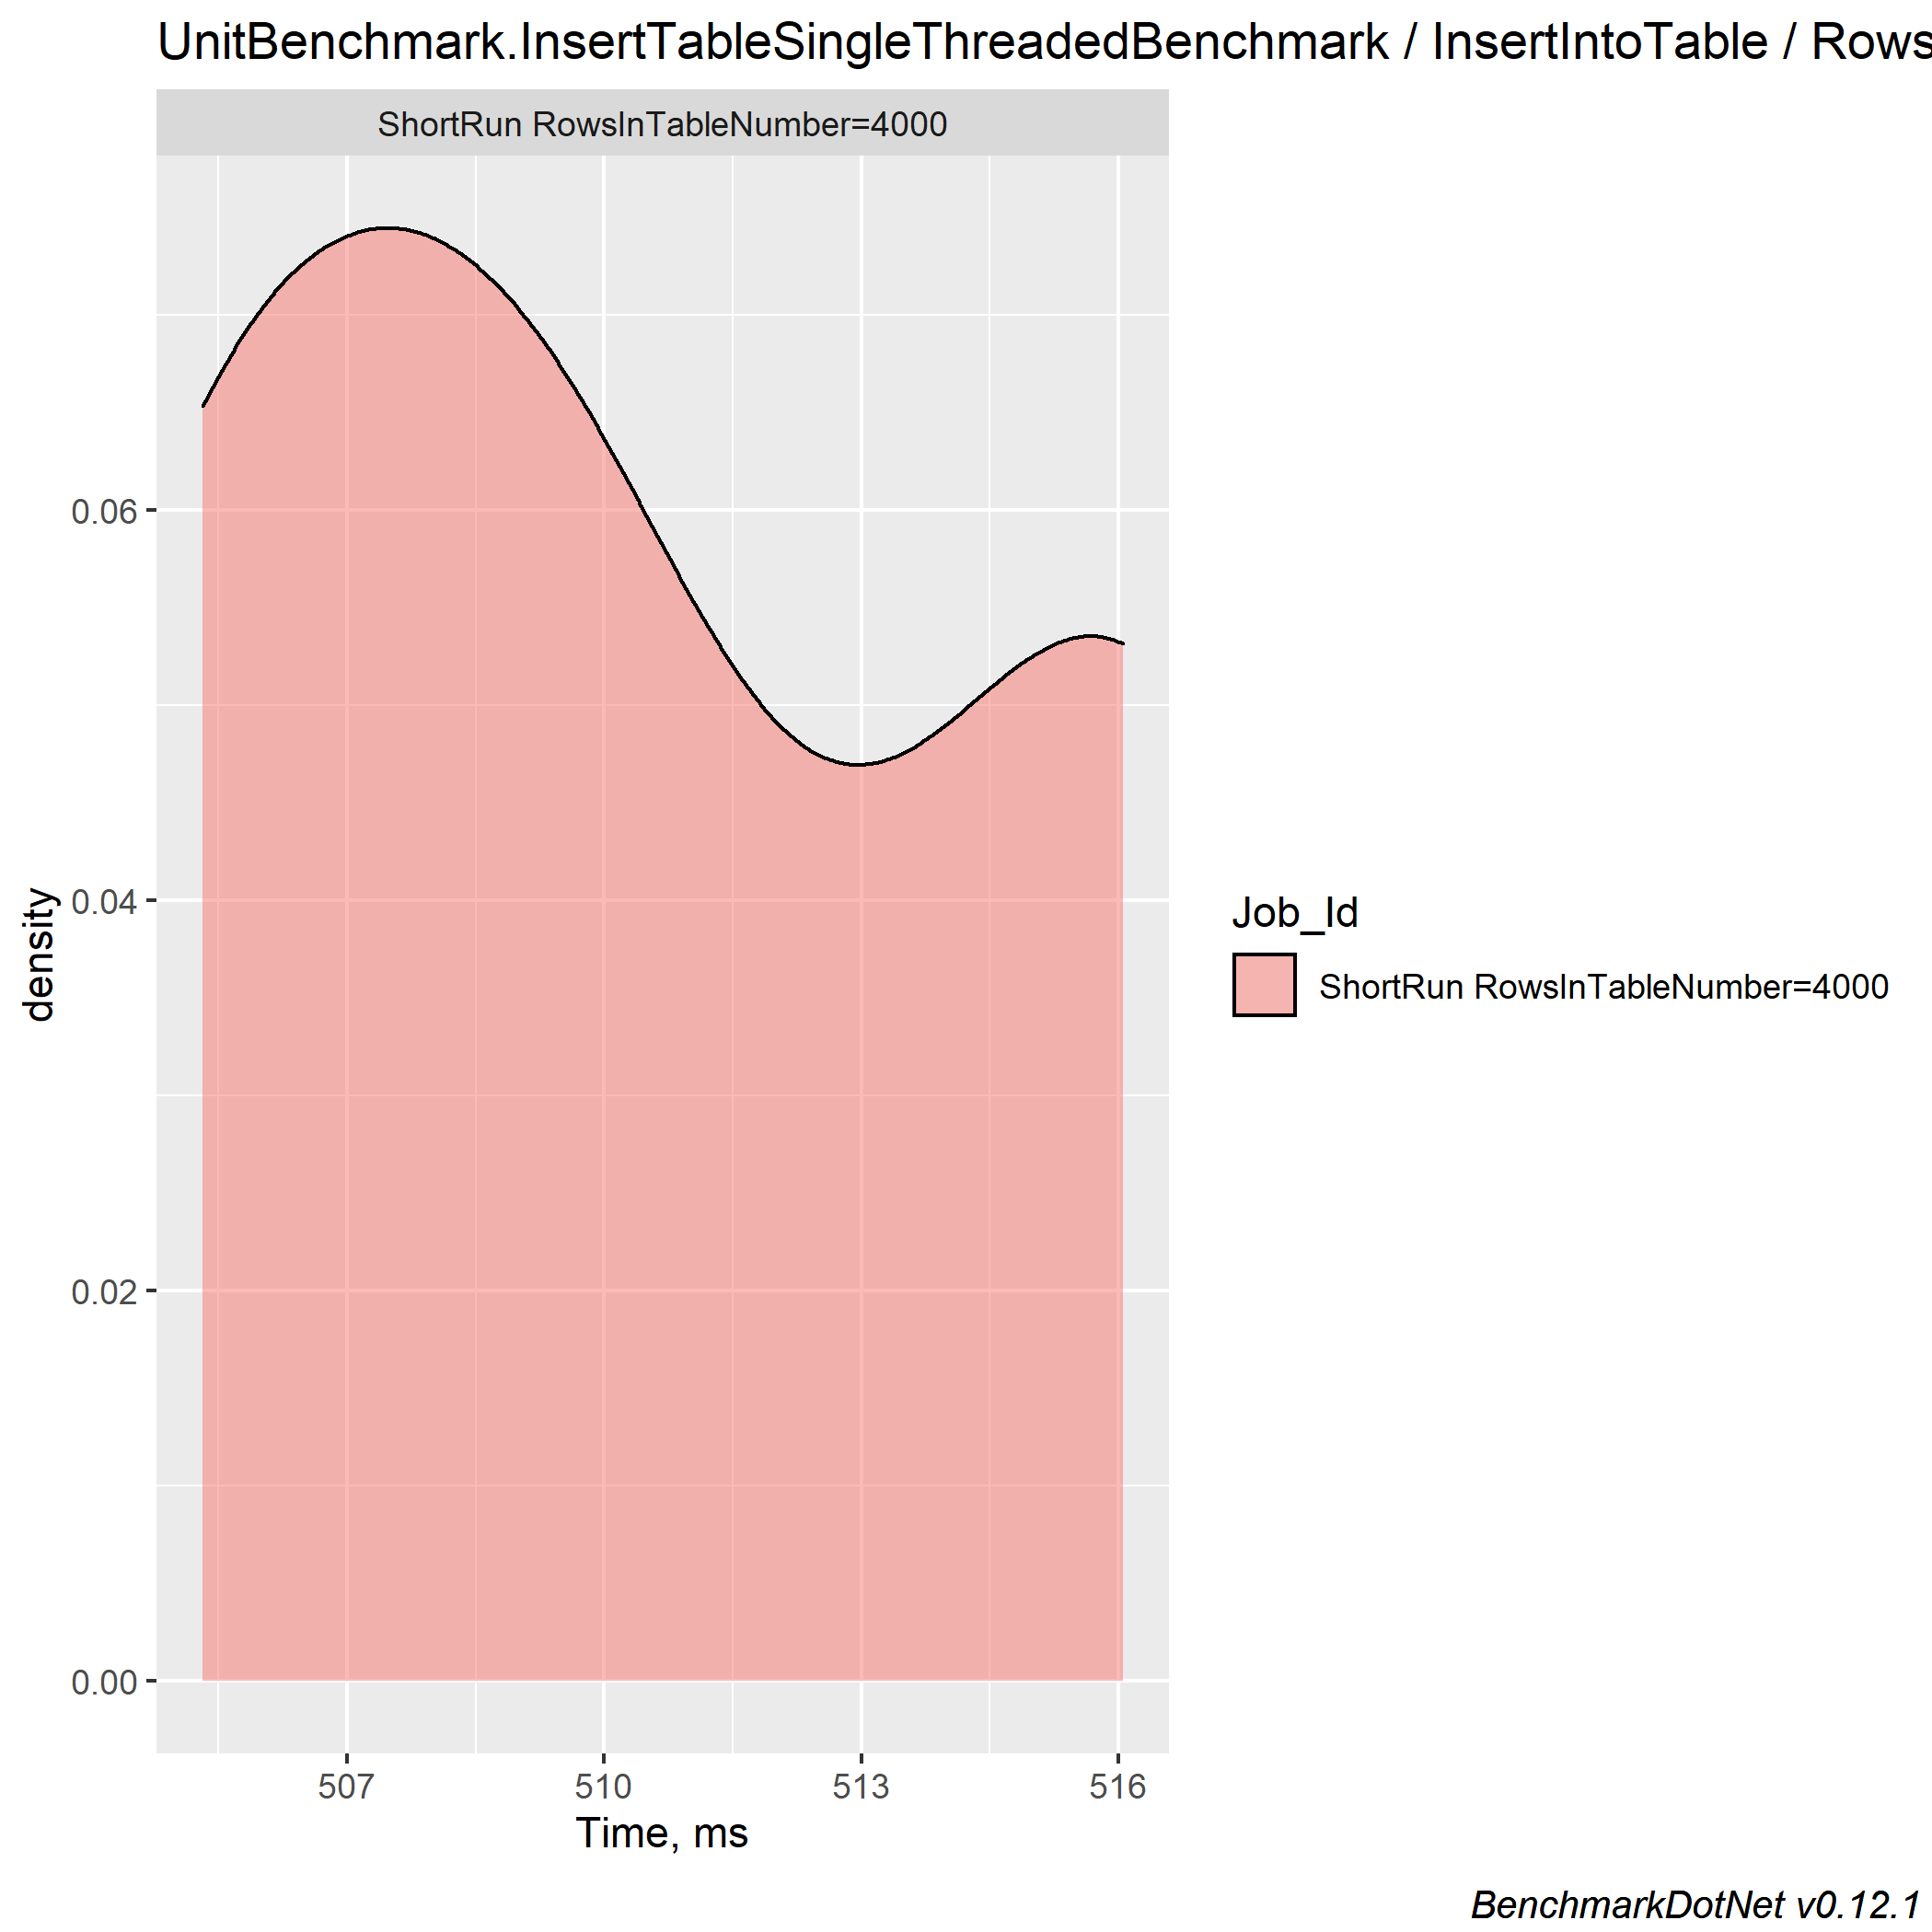 UnitBenchmark.InsertTableSingleThreadedBenchmark / InsertIntoTable / Rows
ShortRun RowsInTableNumber=4000
0.06
0.04
0.02
0.00
density
507 510 513 516
Time, ms
Job_Id
ShortRun RowsInTableNumber=4000
BenchmarkDotNet v0.12.1